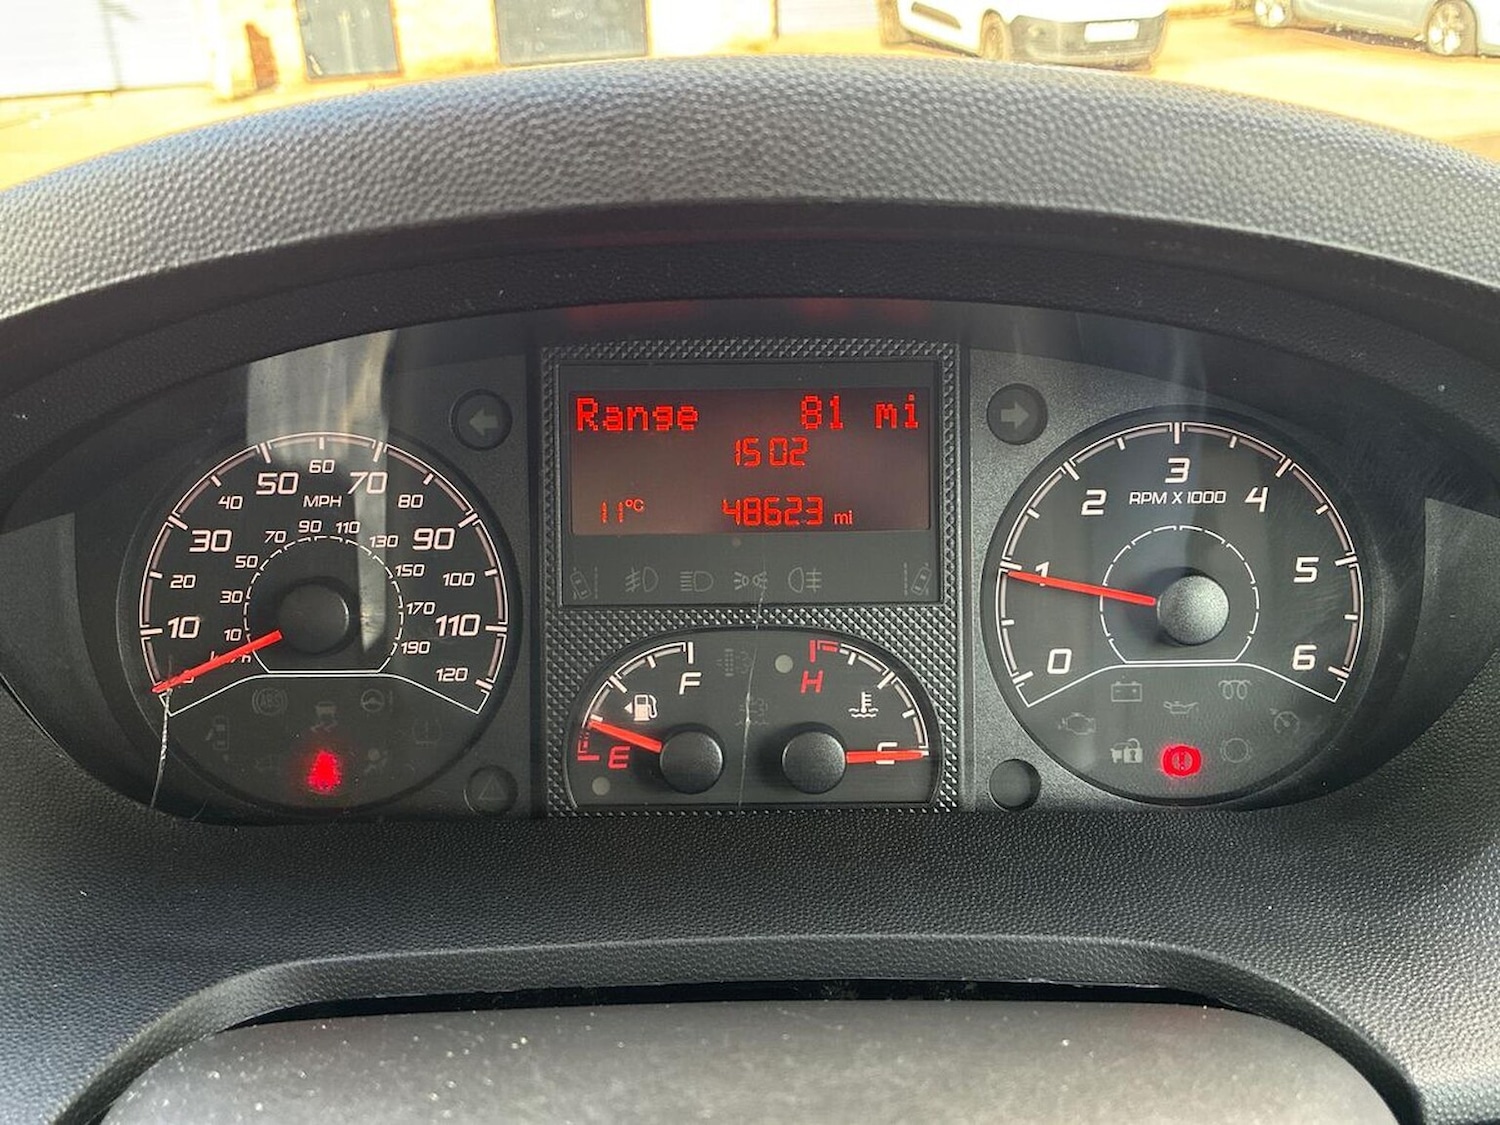 Range 81 mi
15 02
11°C 48623 mi
10 20 30 40 50 60 70 80 90 100 110 120
MPH
10 30 50 70 90 110 130 150 170 190
km/h
ABS
E F
H C
0 1 2 3 4 5 6
RPM X 1000